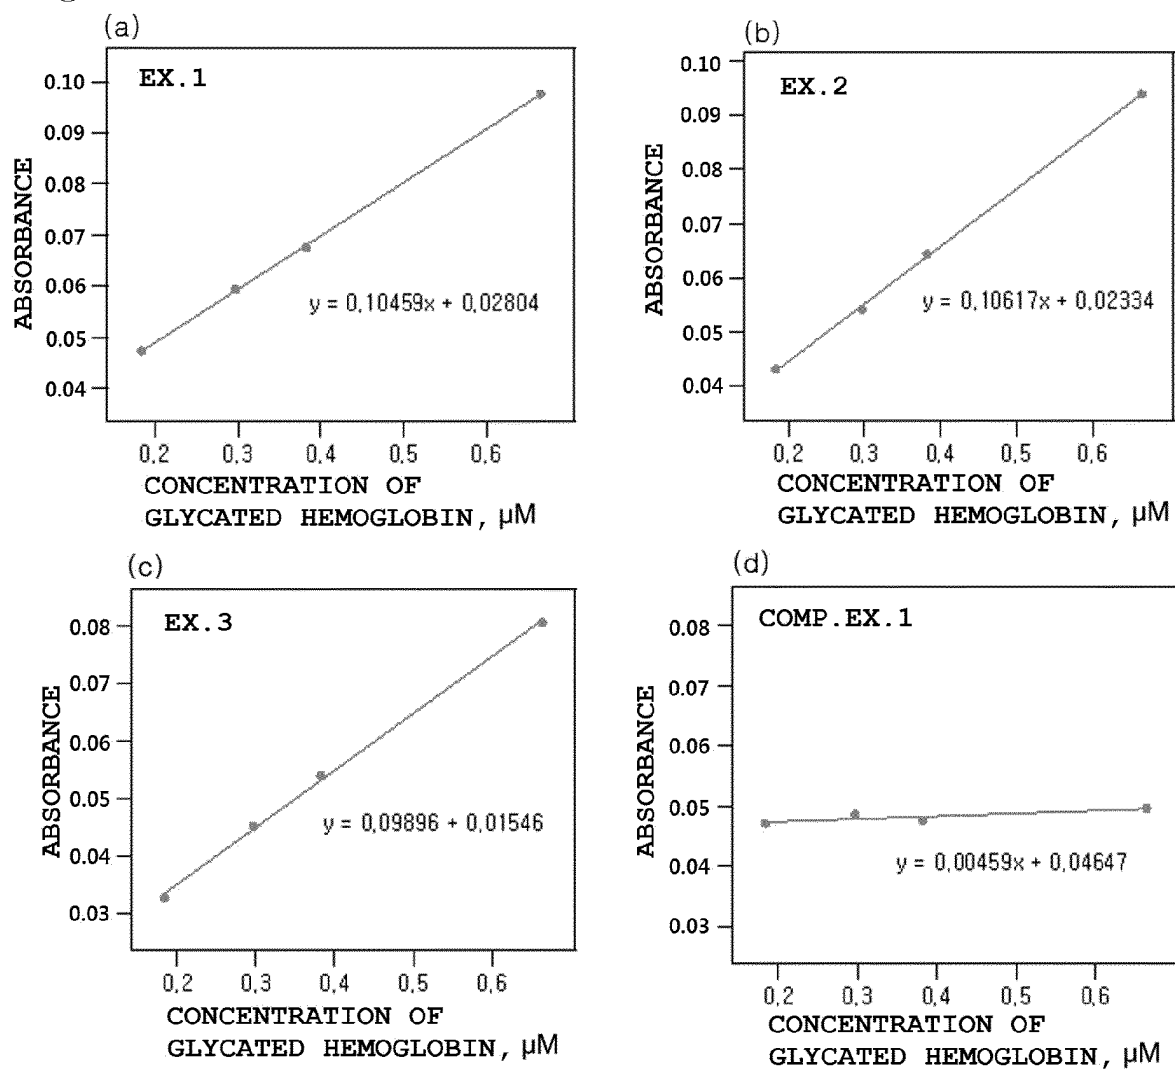 (a)
EX.1
ABSORBANCE
0.10
0.09
0.08
0.07
0.06
0.05
0.04
y = 0,10459x + 0,02804
0,2 0,3 0,4 0,5 0,6
CONCENTRATION OF
GLYCATED HEMOGLOBIN, µM
(b)
EX.2
ABSORBANCE
0.10
0.09
0.08
0.07
0.06
0.05
0.04
y = 0,10617x + 0,02334
0,2 0,3 0,4 0,5 0,6
CONCENTRATION OF
GLYCATED HEMOGLOBIN, µM
(c)
EX.3
ABSORBANCE
0.08
0.07
0.06
0.05
0.04
0.03
y = 0,09896 + 0,01546
0,2 0,3 0,4 0,5 0,6
CONCENTRATION OF
GLYCATED HEMOGLOBIN, µM
(d)
COMP.EX.1
ABSORBANCE
0.08
0.07
0.06
0.05
0.04
0.03
y = 0,00459x + 0,04647
0,2 0,3 0,4 0,5 0,6
CONCENTRATION OF
GLYCATED HEMOGLOBIN, µM